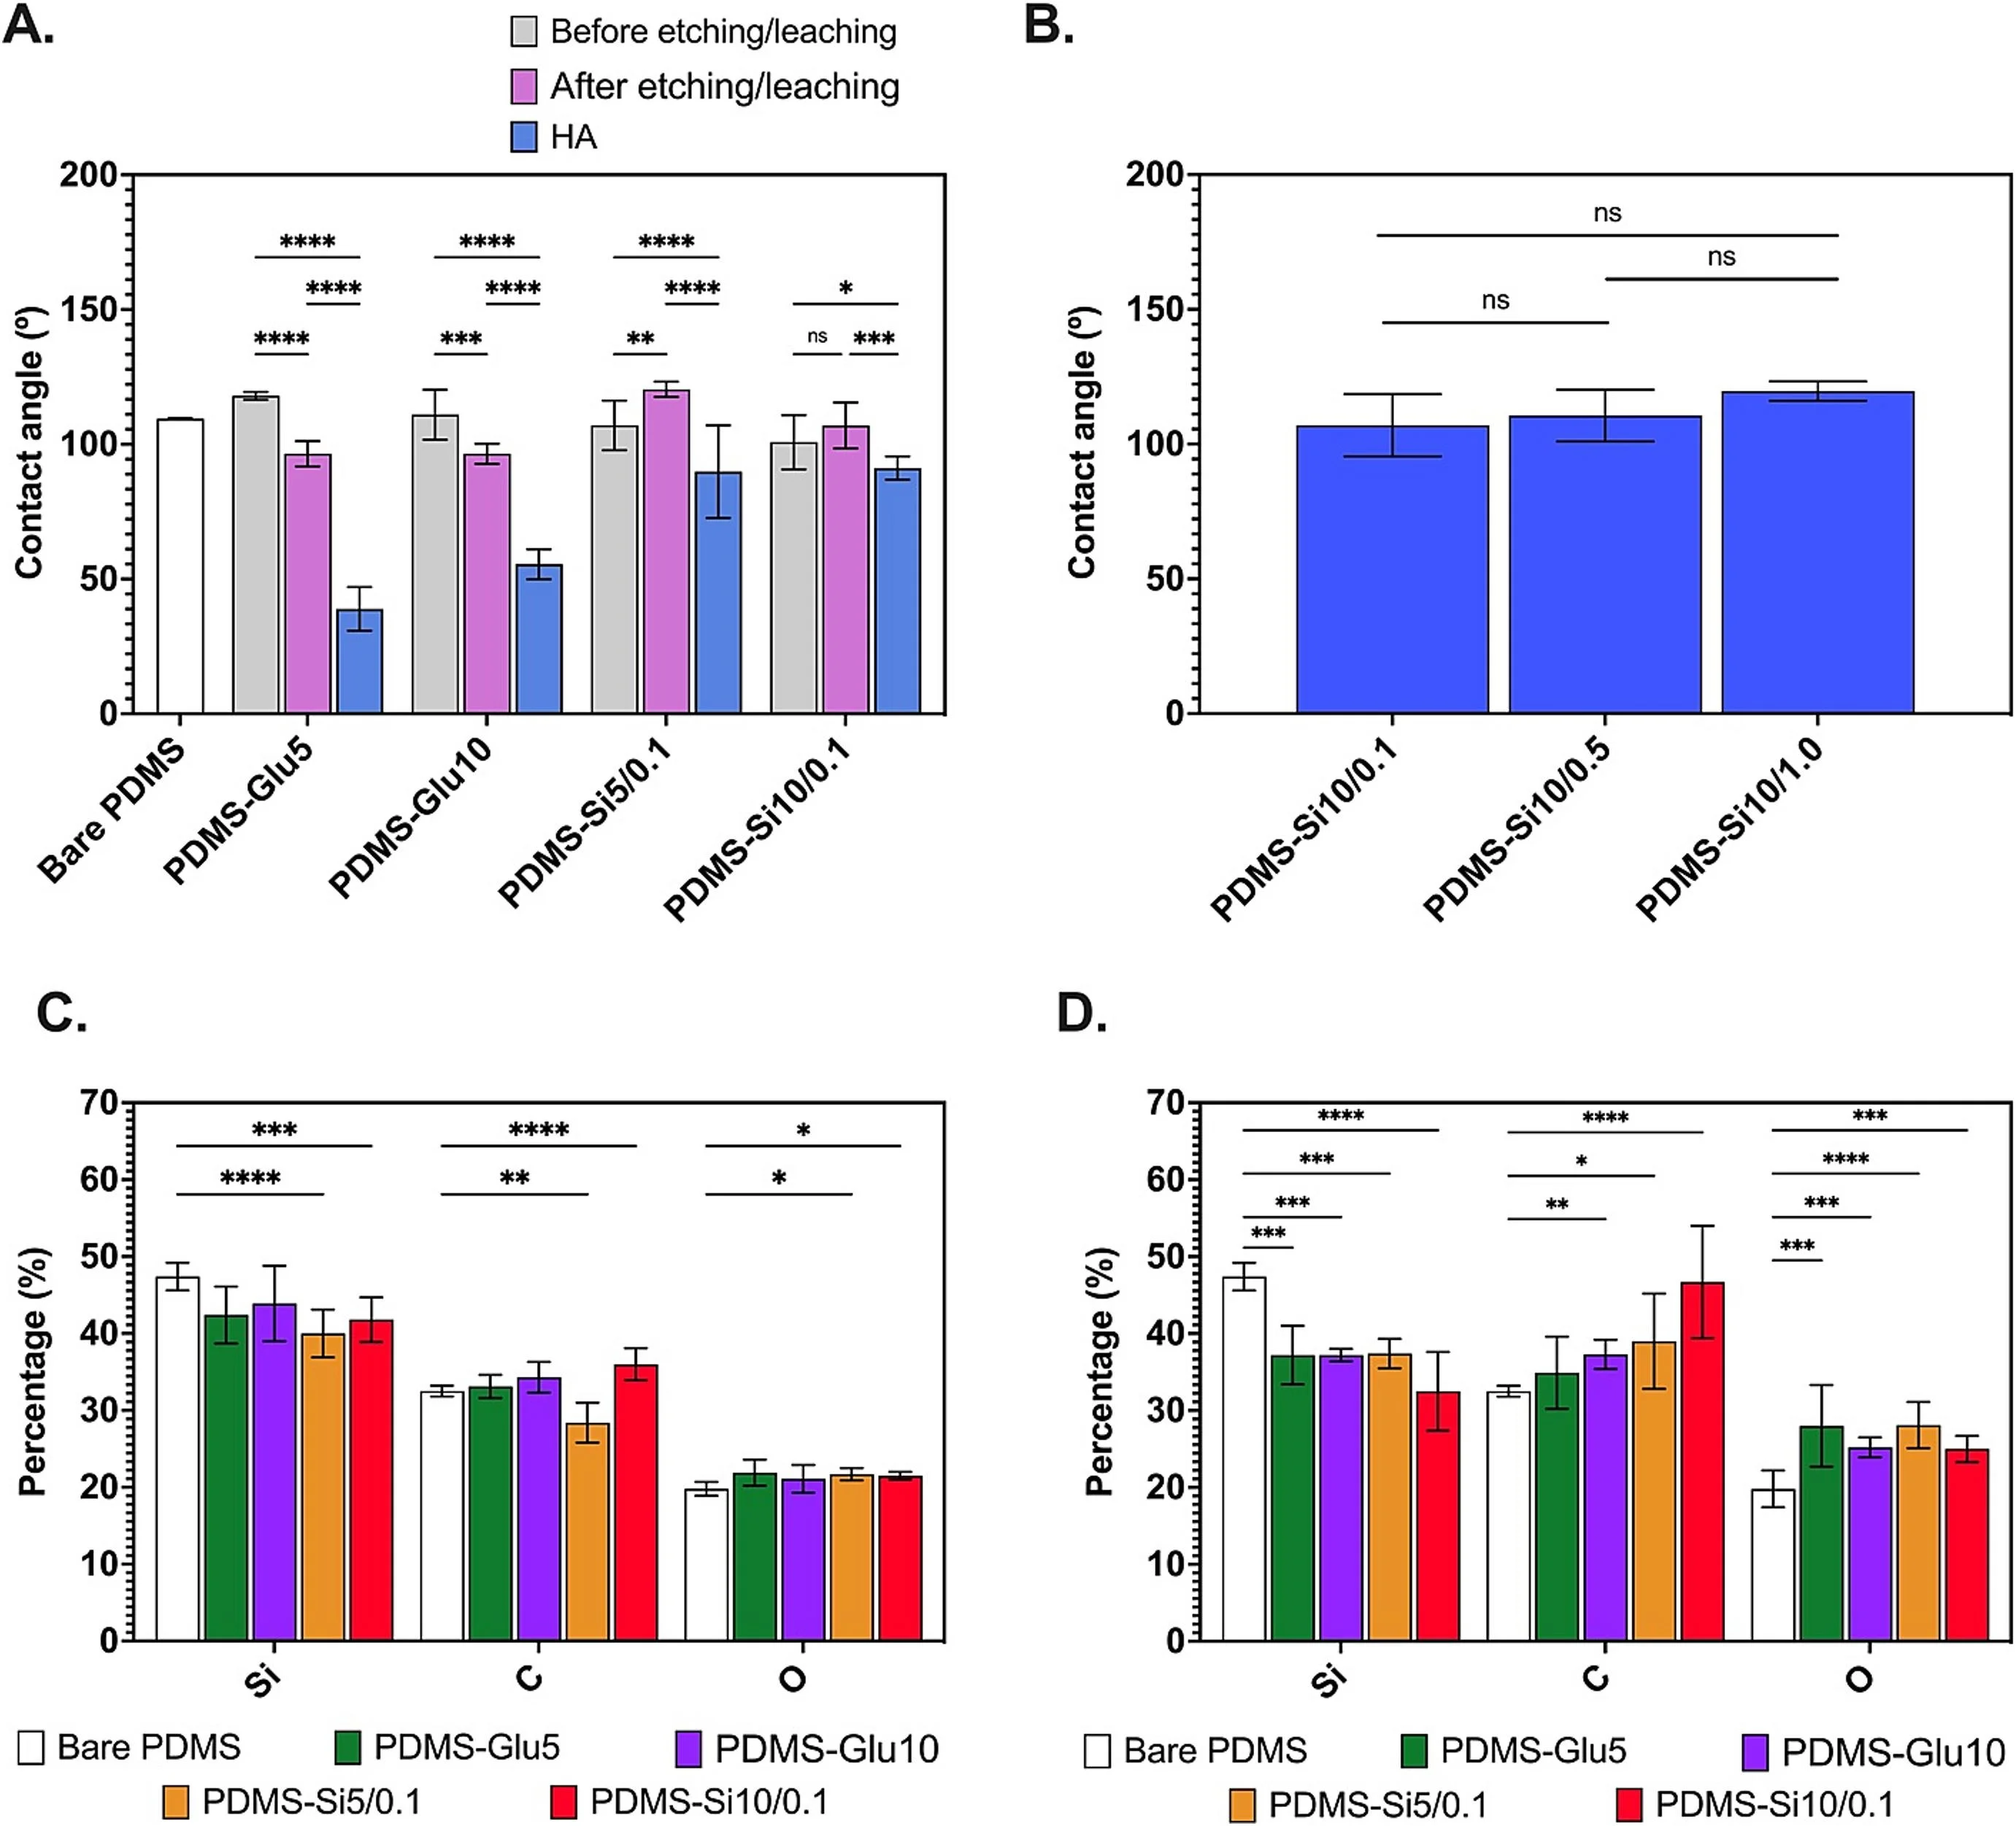 A.
Before etching/leaching
After etching/leaching
HA
Contact angle (º)
200
150
100
50
0
**** **** ****
**** **** **** *
**** *** ** ns ***
Bare PDMS
PDMS-Glu5
PDMS-Glu10
PDMS-Si5/0.1
PDMS-Si10/0.1
B.
Contact angle (º)
200
150
100
50
0
ns
ns
ns
PDMS-Si10/0.1
PDMS-Si10/0.5
PDMS-Si10/1.0
C.
Percentage (%)
70
60
50
40
30
20
10
0
*** **** *
**** ** *
Si
C
O
Bare PDMS PDMS-Glu5 PDMS-Glu10
PDMS-Si5/0.1 PDMS-Si10/0.1
D.
Percentage (%)
70
60
50
40
30
20
10
0
**** **** ***
*** * ****
*** ** ***
*** ***
Si
C
O
Bare PDMS PDMS-Glu5 PDMS-Glu10
PDMS-Si5/0.1 PDMS-Si10/0.1